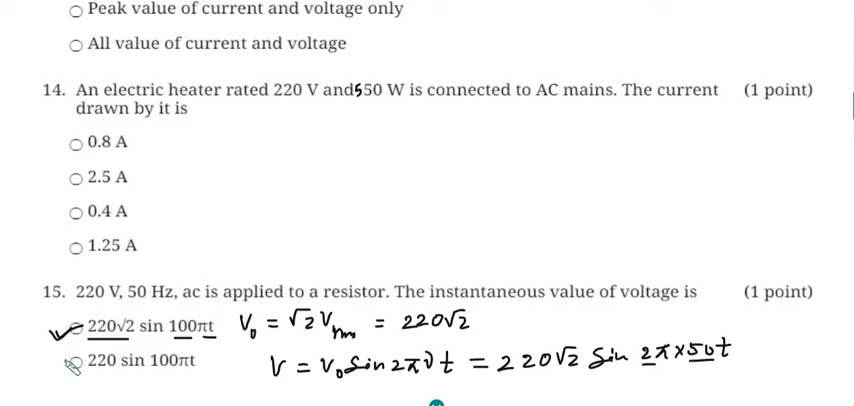 Peak value of current and voltage only
All value of current and voltage
14. An electric heater rated 220 V and 550 W is connected to AC mains. The current (1 point)
drawn by it is
0.8 A
2.5 A
0.4 A
1.25 A
15. 220 V, 50 Hz, ac is applied to a resistor. The instantaneous value of voltage is (1 point)
220√2 sin 100πt V₀ = √2 Vrms = 220√2
220 sin 100πt V = V₀ Sin 2πνt = 220√2 Sin 2π×50t